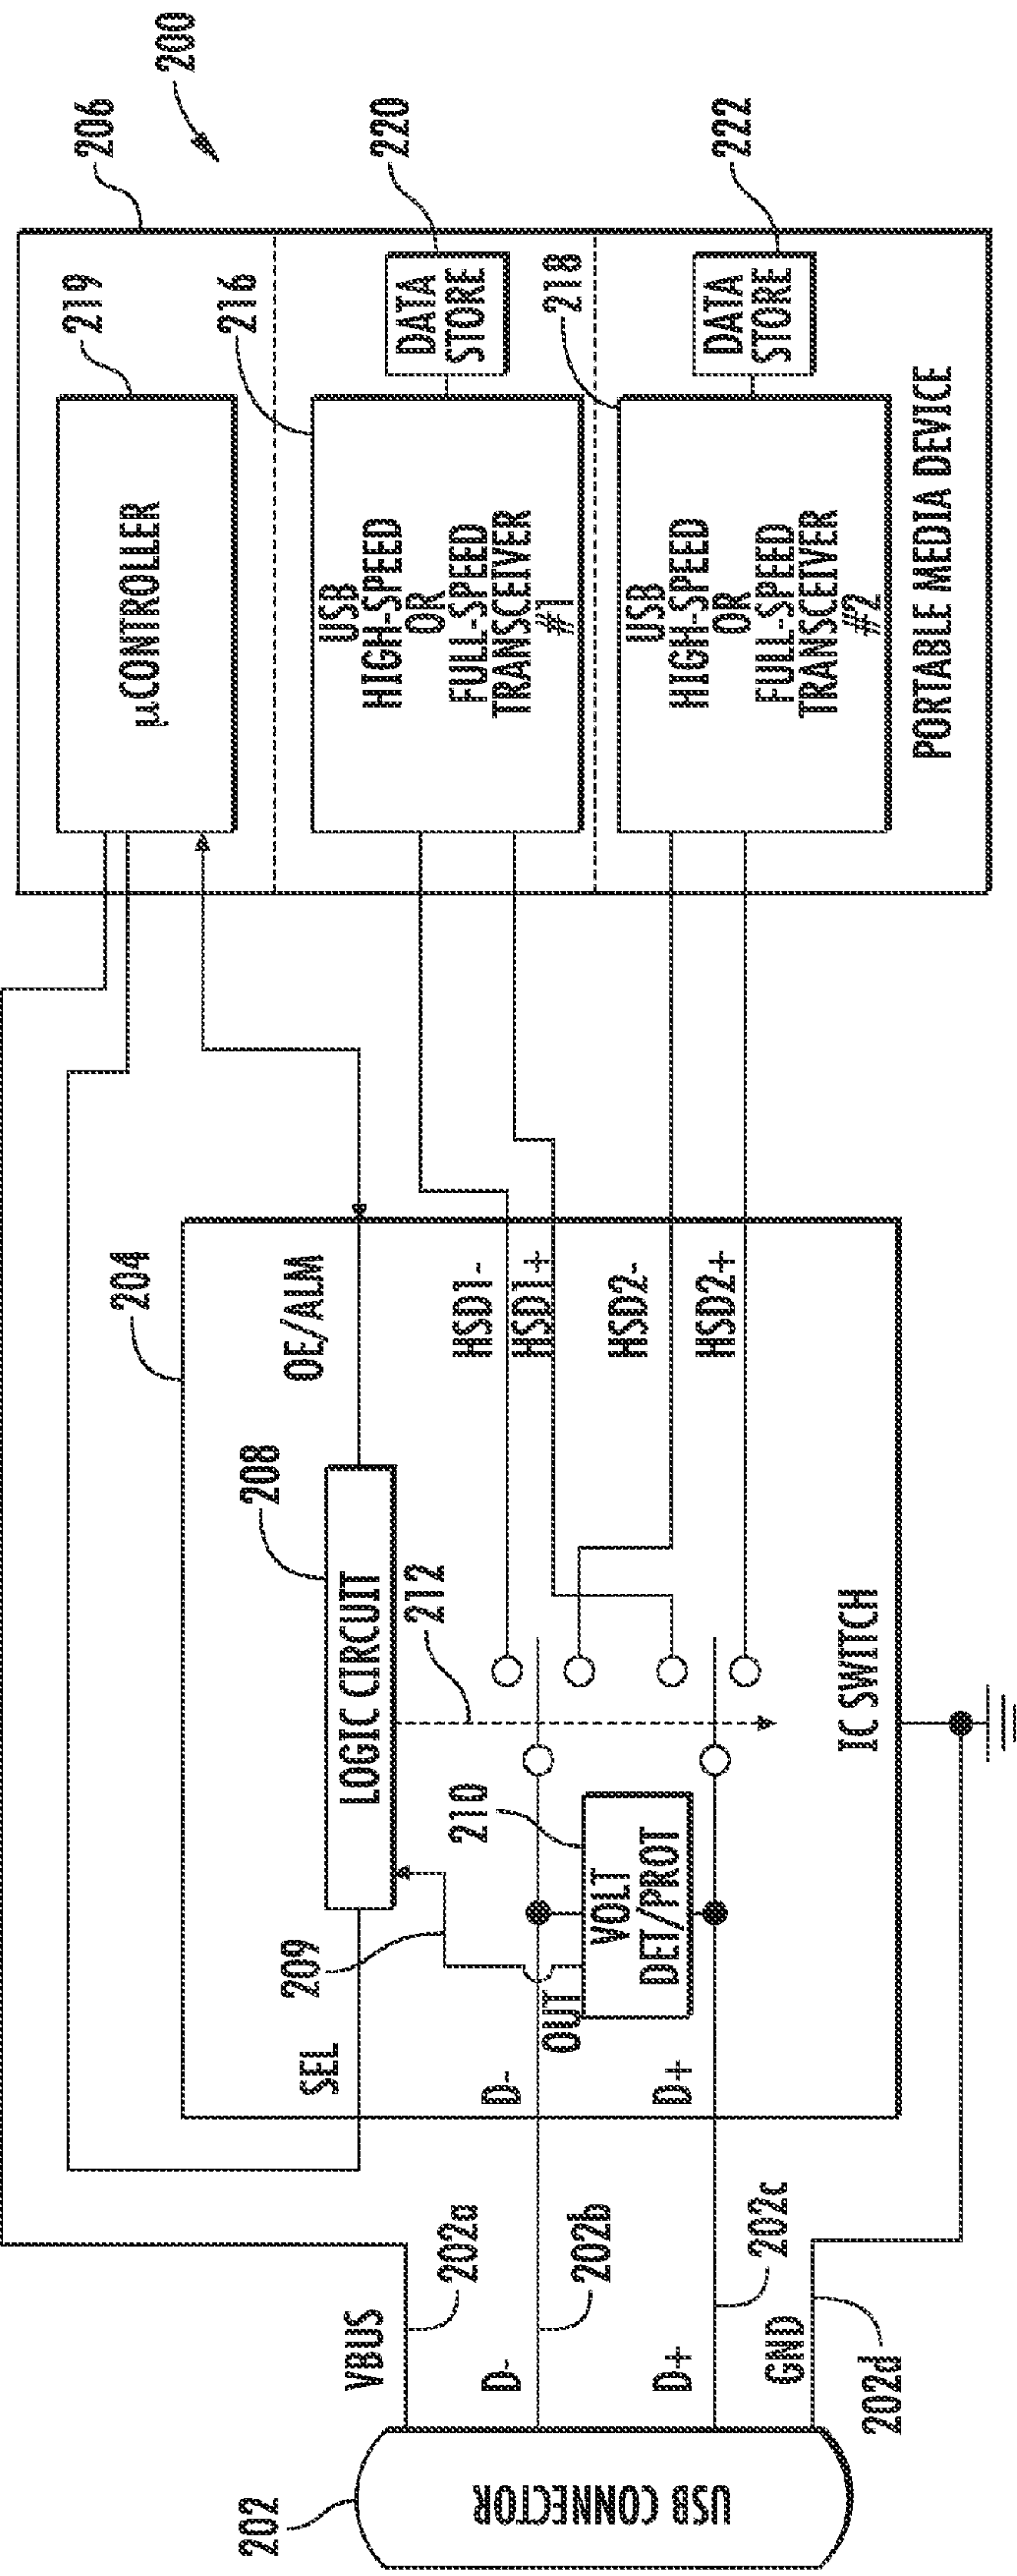 200
206
219
216
220
218
222
µCONTROLLER
DATA
STORE
USB
HIGH-SPEED
OR
FULL-SPEED
TRANSCEIVER
#1
DATA
STORE
USB
HIGH-SPEED
OR
FULL-SPEED
TRANSCEIVER
#2
PORTABLE MEDIA DEVICE
204
OE/ALM
208
LOGIC CIRCUIT
212
HSD1-
HSD1+
HSD2-
HSD2+
210
VOLT
DET/PROT
209
OUT
SEL
D-
D+
IC SWITCH
VBUS
202a
D-
202b
D+
202c
GND
202d
202
USB CONNECTOR